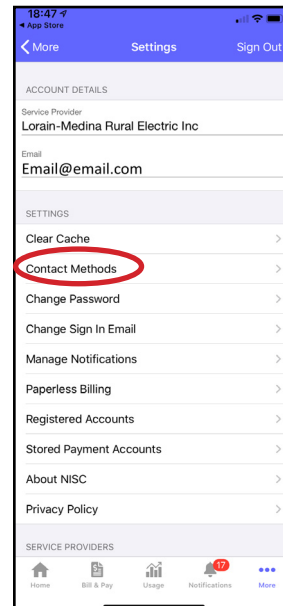 18:47
App Store
More
Settings
Sign Out
ACCOUNT DETAILS
Service Provider
Lorain-Medina Rural Electric Inc
Email
Email@email.com
SETTINGS
Clear Cache
Contact Methods
Change Password
Change Sign In Email
Manage Notifications
Paperless Billing
Registered Accounts
Stored Payment Accounts
About NISC
Privacy Policy
SERVICE PROVIDERS
17
Home
Bill & Pay
Usage
Notifications
More